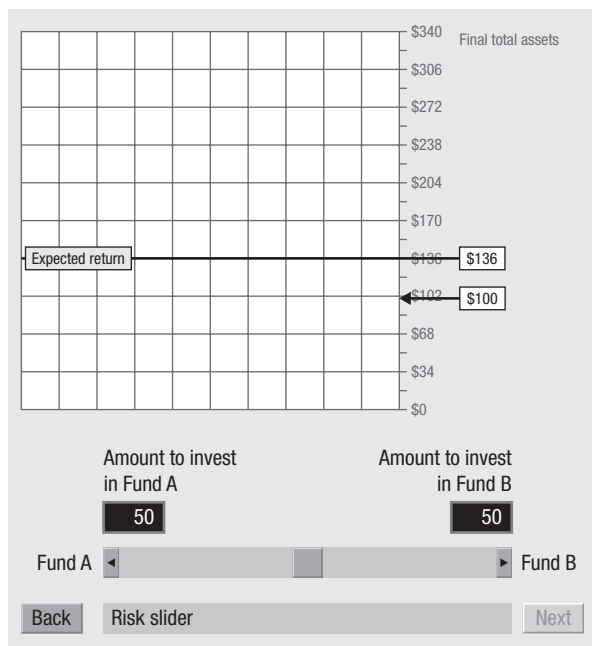 $340
Final total assets
$306
$272
$238
$204
$170
Expected return
$136
$136
$102
$100
$68
$34
$0
Amount to invest
in Fund A
Amount to invest
in Fund B
50
50
Fund A
Fund B
Back
Risk slider
Next